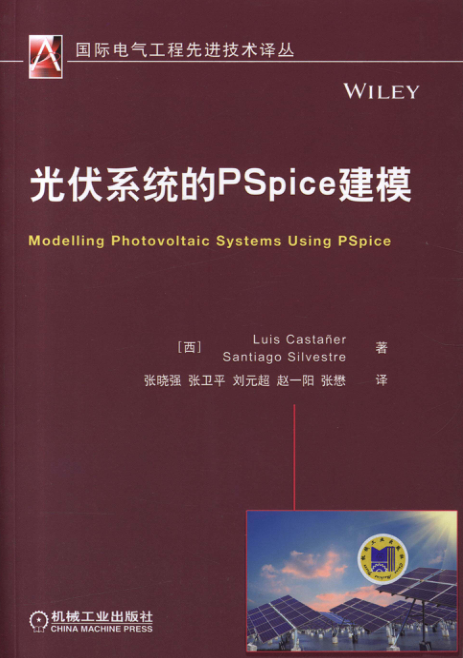 国际电气工程先进技术译丛
WILEY
光伏系统的PSpice建模
Modelling Photovoltaic Systems Using PSpice
[西] Luis Castañer 著
Santiago Silvestre
张晓强 张卫平 刘元超 赵一阳 张懋 译
机械工业出版社
CHINA MACHINE PRESS